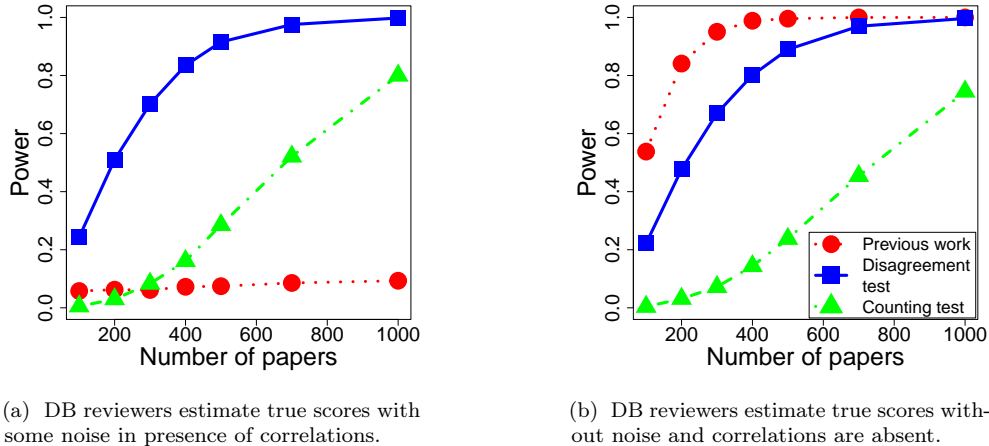 1.0
0.8
0.6
0.4
0.2
0.0
Power
200 400 600 800 1000
Number of papers
(a) DB reviewers estimate true scores with
some noise in presence of correlations.
1.0
0.8
0.6
0.4
0.2
0.0
Power
Previous work
Disagreement
test
Counting test
200 400 600 800 1000
Number of papers
(b) DB reviewers estimate true scores with-
out noise and correlations are absent.